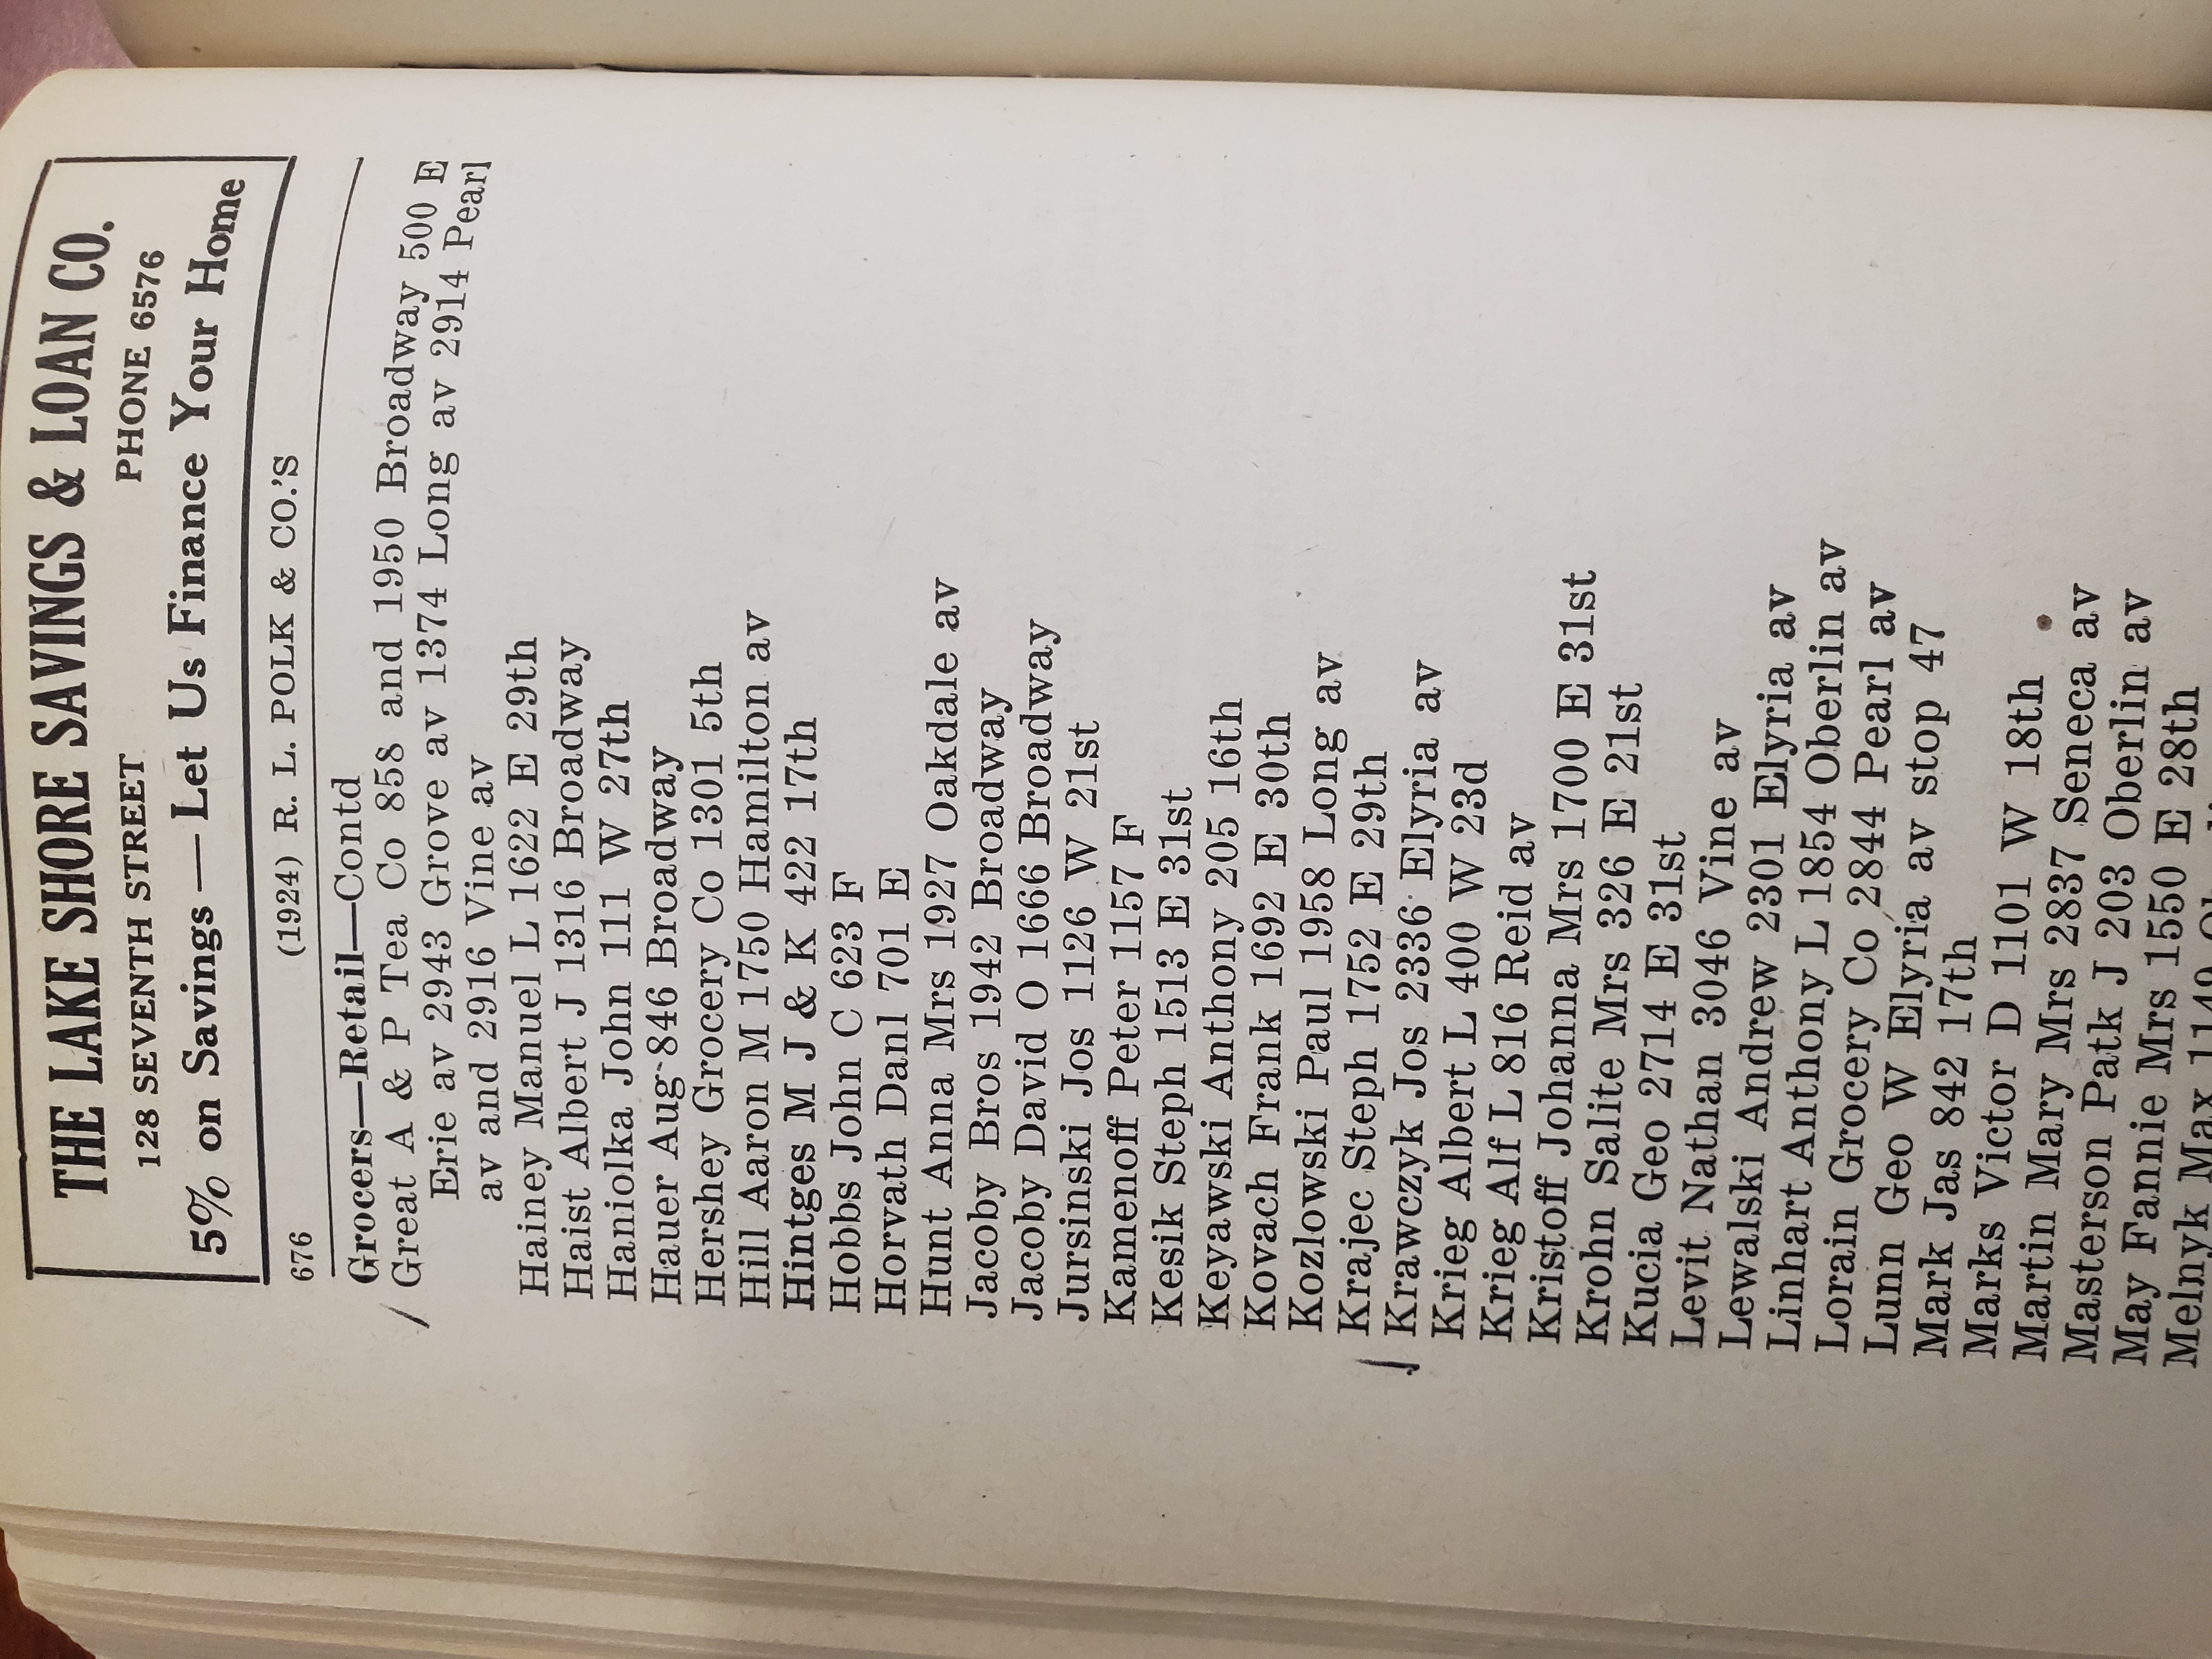 THE LAKE SHORE SAVINGS & LOAN CO.
128 SEVENTH STREET PHONE 6576
5% on Savings—Let Us Finance Your Home
676 (1924) R. L. POLK & CO.'S
Grocers—Retail—Contd
Great A & P Tea Co 858 and 1950 Broadway 500 E
Erie av 2943 Grove av 1374 Long av 2914 Pearl
av and 2916 Vine av
Hainey Manuel L 1622 E 29th
Haist Albert J 1316 Broadway
Haniolka John 111 W 27th
Hauer Aug 846 Broadway
Hershey Grocery Co 1301 5th
Hill Aaron M 1750 Hamilton av
Hintges M J & K 422 17th
Hobbs John C 623 F
Horvath Danl 701 E
Hunt Anna Mrs 1927 Oakdale av
Jacoby Bros 1942 Broadway
Jacoby David O 1666 Broadway
Jursinski Jos 1126 W 21st
Kamenoff Peter 1157 F
Kesik Steph 1513 E 31st
Keyawski Anthony 205 16th
Kovach Frank 1692 E 30th
Kozlowski Paul 1958 Long av
Krajec Steph 1752 E 29th
Krawczyk Jos 2336 Elyria av
Krieg Albert L 400 W 23d
Krieg Alf L 816 Reid av
Kristoff Johanna Mrs 1700 E 31st
Krohn Salite Mrs 326 E 21st
Kucia Geo 2714 E 31st
Levit Nathan 3046 Vine av
Lewalski Andrew 2301 Elyria av
Linhart Anthony L 1854 Oberlin av
Lorain Grocery Co 2844 Pearl av
Lunn Geo W Elyria av stop 47
Mark Jas 842 17th
Marks Victor D 1101 W 18th
Martin Mary Mrs 2837 Seneca av
Masterson Patk J 203 Oberlin av
May Fannie Mrs 1550 E 28th
Melnyk Max 1140